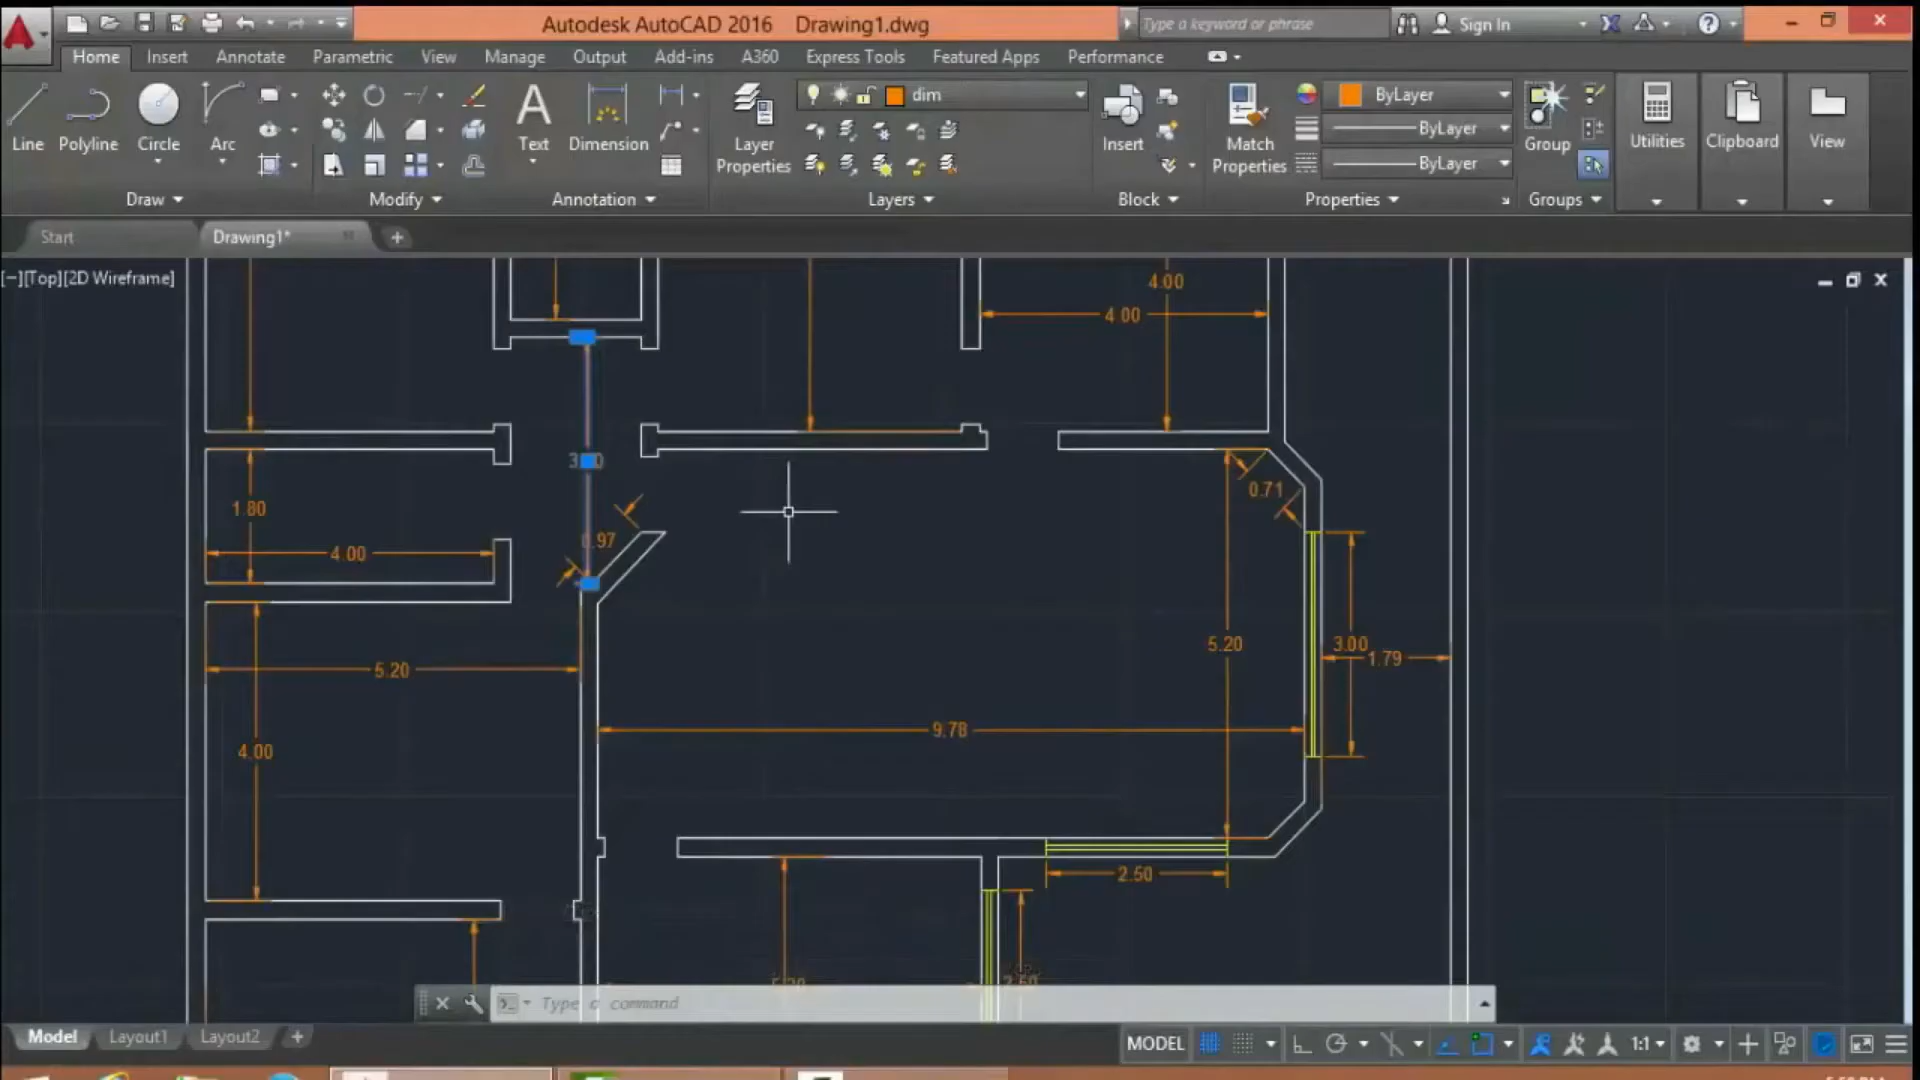 Autodesk AutoCAD 2016 Drawing1.dwg
Type a keyword or phrase
Sign In
Home Insert Annotate Parametric View Manage Output Add-ins A360 Express Tools Featured Apps Performance
Line Polyline Circle Arc
Text Dimension
Layer Properties
dim
Insert
Match Properties
ByLayer
ByLayer
ByLayer
Group
Utilities Clipboard View
Draw Modify Annotation Layers Block Properties Groups
Start Drawing1*
[−][Top][2D Wireframe]
4.00
4.00
0.71
1.80
4.00
5.20
3.00
1.79
5.20
9.78
4.00
2.50
Type a command
Model Layout1 Layout2
MODEL
1:1